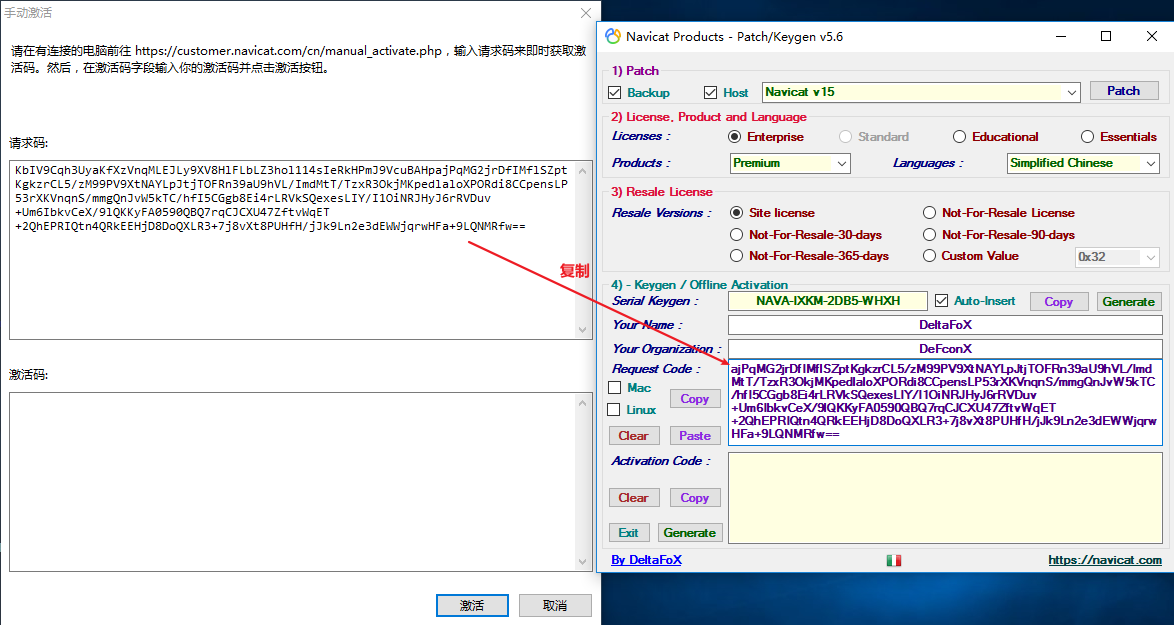 手动激活
请在有连接的电脑前往 https://customer.navicat.com/cn/manual_activate.php，输入请求码来即时获取激
活码。然后，在激活码字段输入你的激活码并点击激活按钮。
请求码:
KbIV9Cqh3UyaKfXzVnqMLEJLy9XV8HlFLbLZ3hol114sIeRkHPmJ9VcuBAHpajPqMG2jrDfIMflSZpt
KgkzrCL5/zM99PV9XtNAYLpJtjTOFRn39aU9hVL/ImdMtT/TzxR3OkjMKpedlaloXPORdi8CCpensLP
53rXKVnqnS/mmgQnJvW5kTC/hfI5CGgb8Ei4rLRVkSQexesLIY/I1OiNRJHyJ6rRVDuv
+Um6IbkvCeX/9lQKKyFA0590QBQ7rqCJCXU47ZftvWqET
+2QhEPRIQtn4QRkEEHjD8DoQXLR3+7j8vXt8PUHfH/jJk9Ln2e3dEWWjqrwHFa+9LQNMRfw==
复制
激活码:
激活
取消
Navicat Products - Patch/Keygen v5.6
1) Patch
Backup
Host
Navicat v15
Patch
2) License, Product and Language
Licenses :
Enterprise
Standard
Educational
Essentials
Products :
Premium
Languages :
Simplified Chinese
3) Resale License
Resale Versions :
Site license
Not-For-Resale License
Not-For-Resale-30-days
Not-For-Resale-90-days
Not-For-Resale-365-days
Custom Value
0x32
4) - Keygen / Offline Activation
Serial Keygen :
NAVA-IXKM-2DB5-WHXH
Auto-Insert
Copy
Generate
Your Name :
DeltaFoX
Your Organization :
DeFconX
Request Code :
ajPqMG2jrDfIMflSZptKgkzrCL5/zM99PV9XtNAYLpJtjTOFRn39aU9hVL/Imd
MtT/TzxR3OkjMKpedlaloXPORdi8CCpensLP53rXKVnqnS/mmgQnJvW5kTC
/hfI5CGgb8Ei4rLRVkSQexesLIY/I1OiNRJHyJ6rRVDuv
+Um6IbkvCeX/9lQKKyFA0590QBQ7rqCJCXU47ZftvWqET
+2QhEPRIQtn4QRkEEHjD8DoQXLR3+7j8vXt8PUHfH/jJk9Ln2e3dEWWjqrw
HFa+9LQNMRfw==
Mac
Linux
Copy
Clear
Paste
Activation Code :
Clear
Copy
Exit
Generate
By DeltaFoX
https://navicat.com